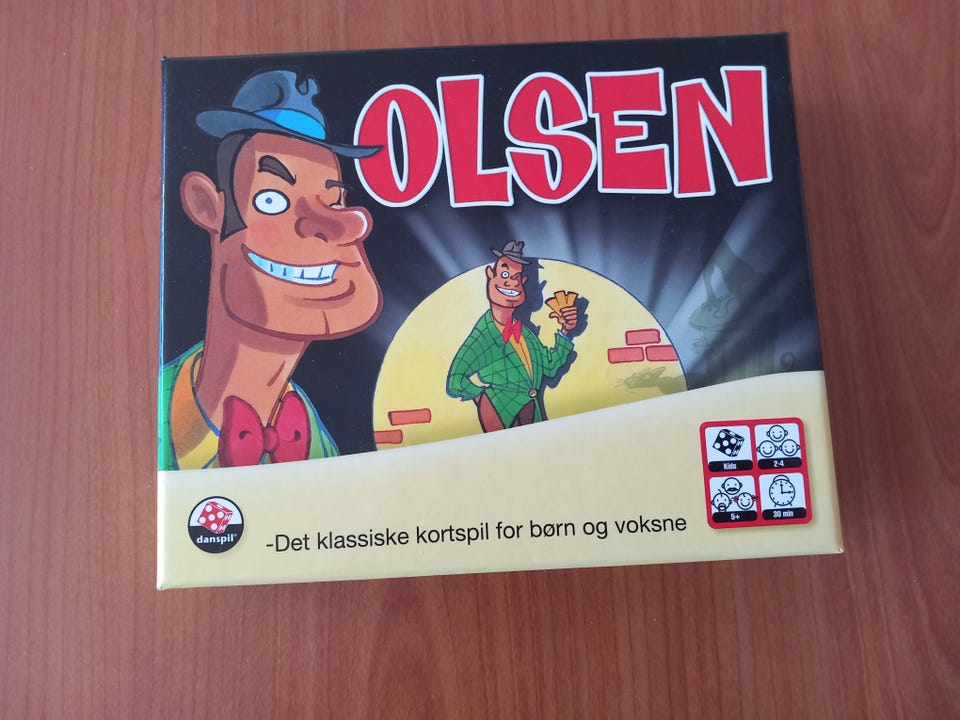 OLSEN
Kids
2-4
5+
30 min
danspil®
-Det klassiske kortspil for børn og voksne